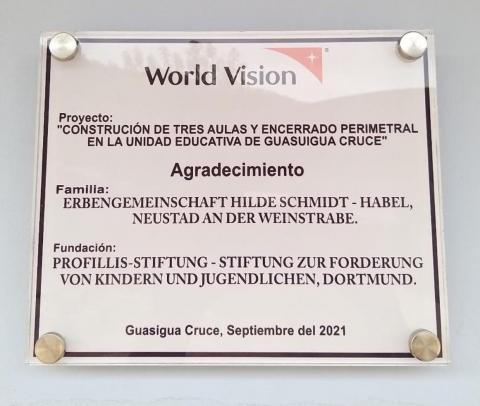 World Vision
Proyecto:
"CONSTRUCIÓN DE TRES AULAS Y ENCERRADO PERIMETRAL
EN LA UNIDAD EDUCATIVA DE GUASUIGUA CRUCE"
Agradecimiento
Familia:
ERBENGEMEINSCHAFT HILDE SCHMIDT - HABEL,
NEUSTAD AN DER WEINSTRABE.
Fundación:
PROFILLIS-STIFTUNG - STIFTUNG ZUR FORDERUNG
VON KINDERN UND JUGENDLICHEN, DORTMUND.
Guasigua Cruce, Septiembre del 2021